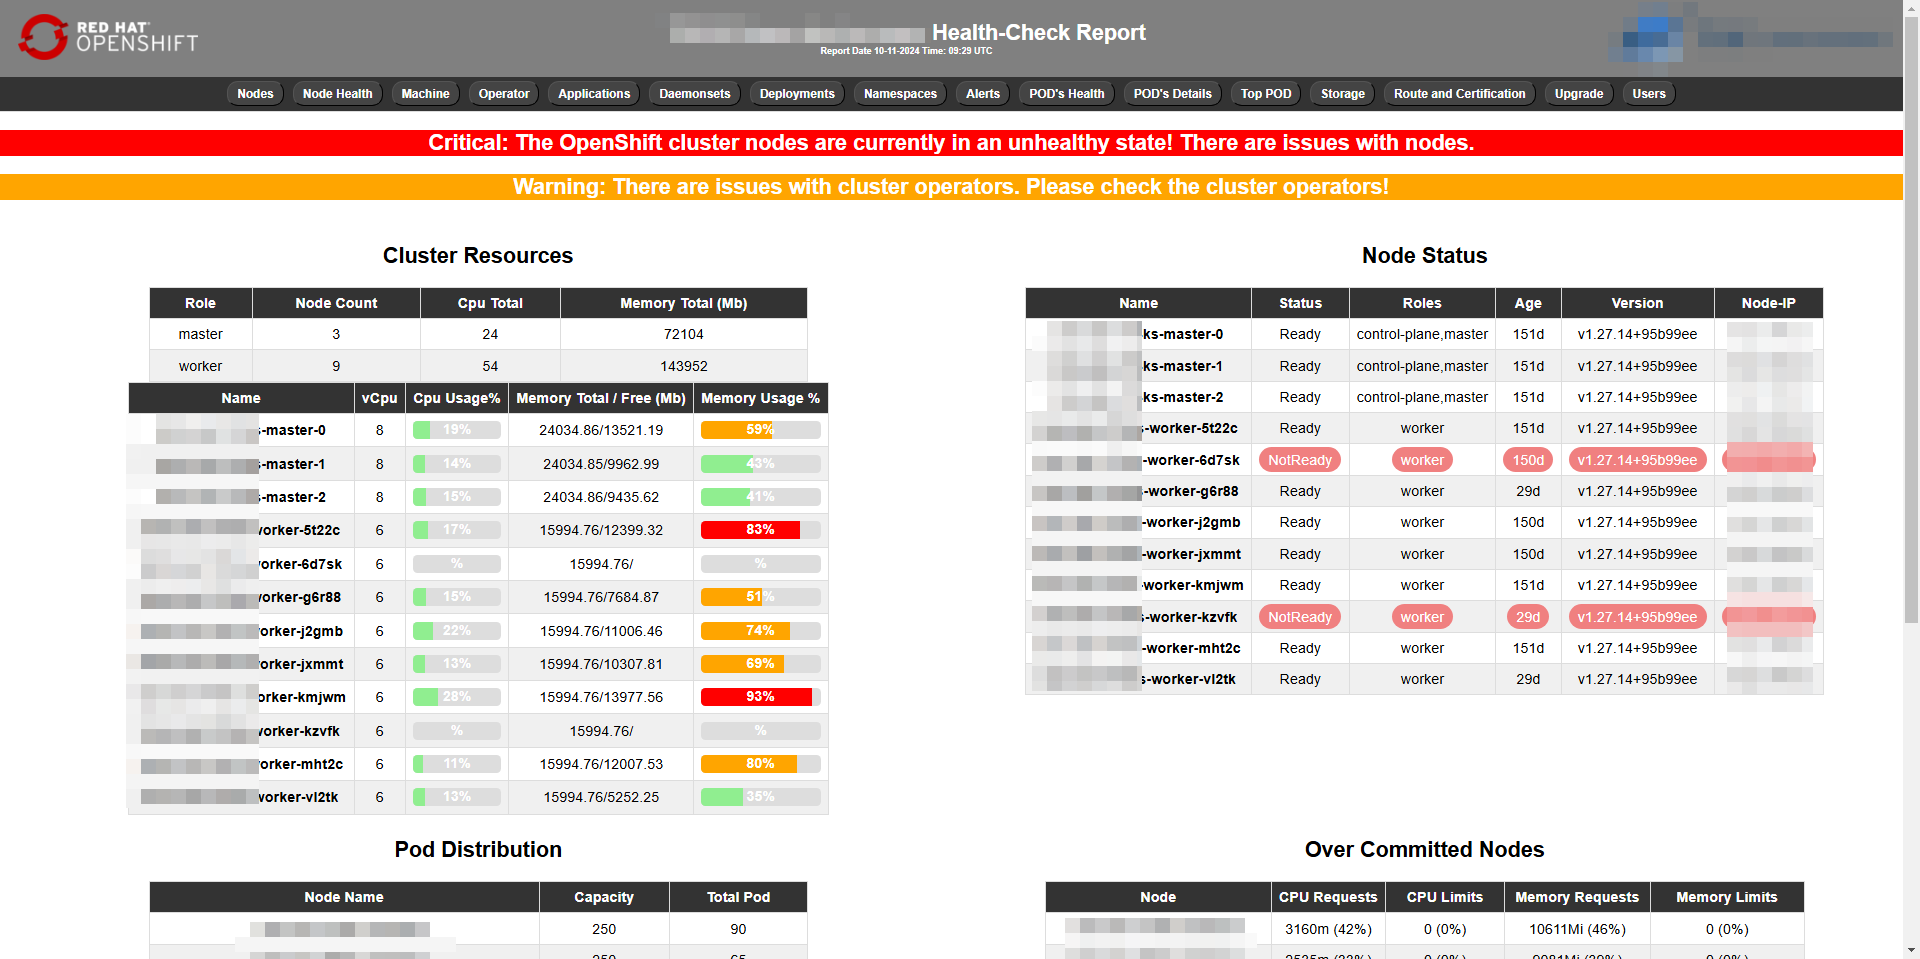 RED HAT®
OPENSHIFT
Health-Check Report
Report Date 10-11-2024 Time: 09:29 UTC
Nodes Node Health Machine Operator Applications Daemonsets Deployments Namespaces Alerts POD's Health POD's Details Top POD Storage Route and Certification Upgrade Users
Critical: The OpenShift cluster nodes are currently in an unhealthy state! There are issues with nodes.
Warning: There are issues with cluster operators. Please check the cluster operators!
Cluster Resources
Role Node Count Cpu Total Memory Total (Mb)
master 3 24 72104
worker 9 54 143952
Name vCpu Cpu Usage% Memory Total / Free (Mb) Memory Usage %
s-master-0 8 19% 24034.86/13521.19 59%
s-master-1 8 14% 24034.85/9962.99 43%
s-master-2 8 15% 24034.86/9435.62 41%
vorker-5t22c 6 17% 15994.76/12399.32 83%
vorker-6d7sk 6 % 15994.76/ %
vorker-g6r88 6 15% 15994.76/7684.87 51%
vorker-j2gmb 6 22% 15994.76/11006.46 74%
vorker-jxmmt 6 13% 15994.76/10307.81 69%
orker-kmjwm 6 28% 15994.76/13977.56 93%
vorker-kzvfk 6 % 15994.76/ %
vorker-mht2c 6 11% 15994.76/12007.53 80%
worker-vl2tk 6 13% 15994.76/5252.25 35%
Node Status
Name Status Roles Age Version Node-IP
ks-master-0 Ready control-plane,master 151d v1.27.14+95b99ee
ks-master-1 Ready control-plane,master 151d v1.27.14+95b99ee
ks-master-2 Ready control-plane,master 151d v1.27.14+95b99ee
s-worker-5t22c Ready worker 151d v1.27.14+95b99ee
-worker-6d7sk NotReady worker 150d v1.27.14+95b99ee
s-worker-g6r88 Ready worker 29d v1.27.14+95b99ee
-worker-j2gmb Ready worker 150d v1.27.14+95b99ee
-worker-jxmmt Ready worker 150d v1.27.14+95b99ee
-worker-kmjwm Ready worker 151d v1.27.14+95b99ee
s-worker-kzvfk NotReady worker 29d v1.27.14+95b99ee
-worker-mht2c Ready worker 151d v1.27.14+95b99ee
s-worker-vl2tk Ready worker 29d v1.27.14+95b99ee
Pod Distribution
Node Name Capacity Total Pod
250 90
250 65
Over Committed Nodes
Node CPU Requests CPU Limits Memory Requests Memory Limits
3160m (42%) 0 (0%) 10611Mi (46%) 0 (0%)
0 (0%) 0 (0%)